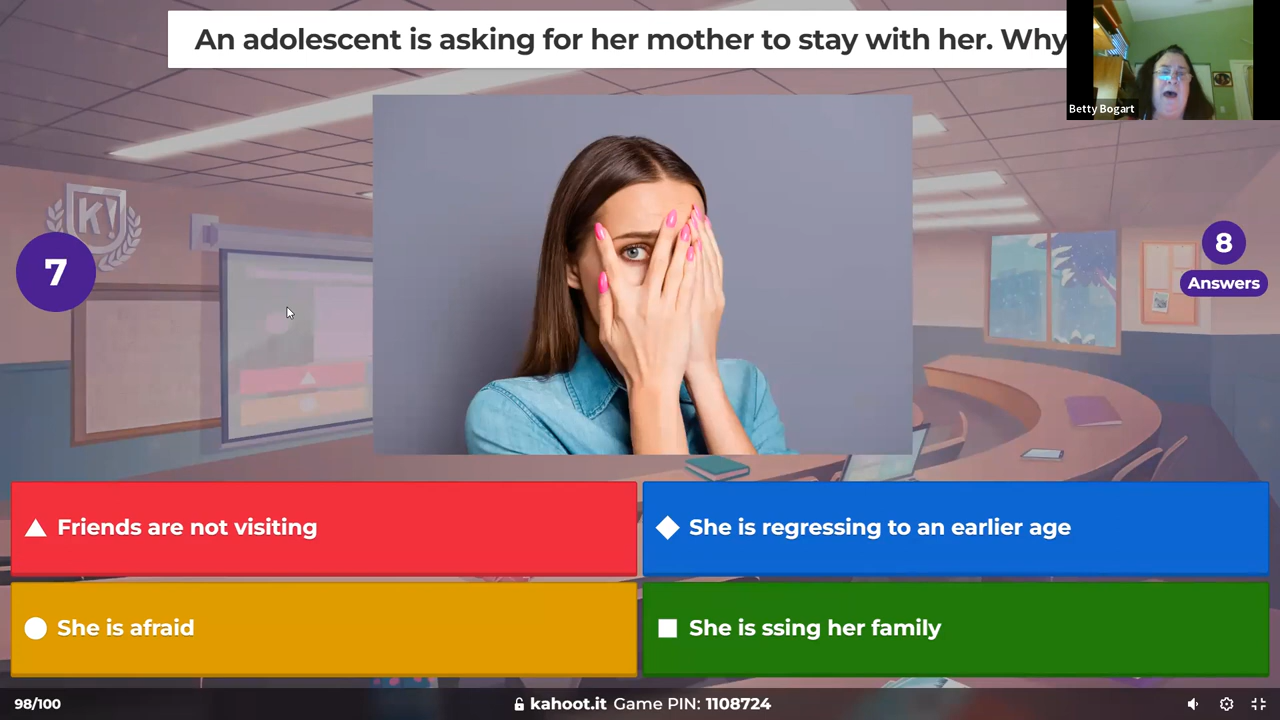 An adolescent is asking for her mother to stay with her. Why
Betty Bogart
K!
7
8
Answers
Friends are not visiting
She is regressing to an earlier age
She is afraid
She is ssing her family
98/100
kahoot.it Game PIN: 1108724